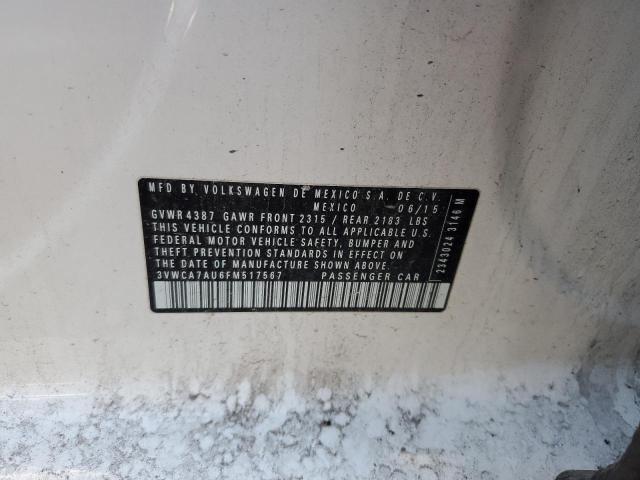 MFD BY VOLKSWAGEN DE MEXICO S.A. DE C.V.
MEXICO 06/15
GVWR 4387 GAWR FRONT 2315 / REAR 2183 LBS
THIS VEHICLE CONFORMS TO ALL APPLICABLE U.S.
FEDERAL MOTOR VEHICLE SAFETY, BUMPER AND
THEFT PREVENTION STANDARDS IN EFFECT ON
THE DATE OF MANUFACTURE SHOWN ABOVE
3VWCA7AU6FM517567 PASSENGER CAR
2343024 3146 M